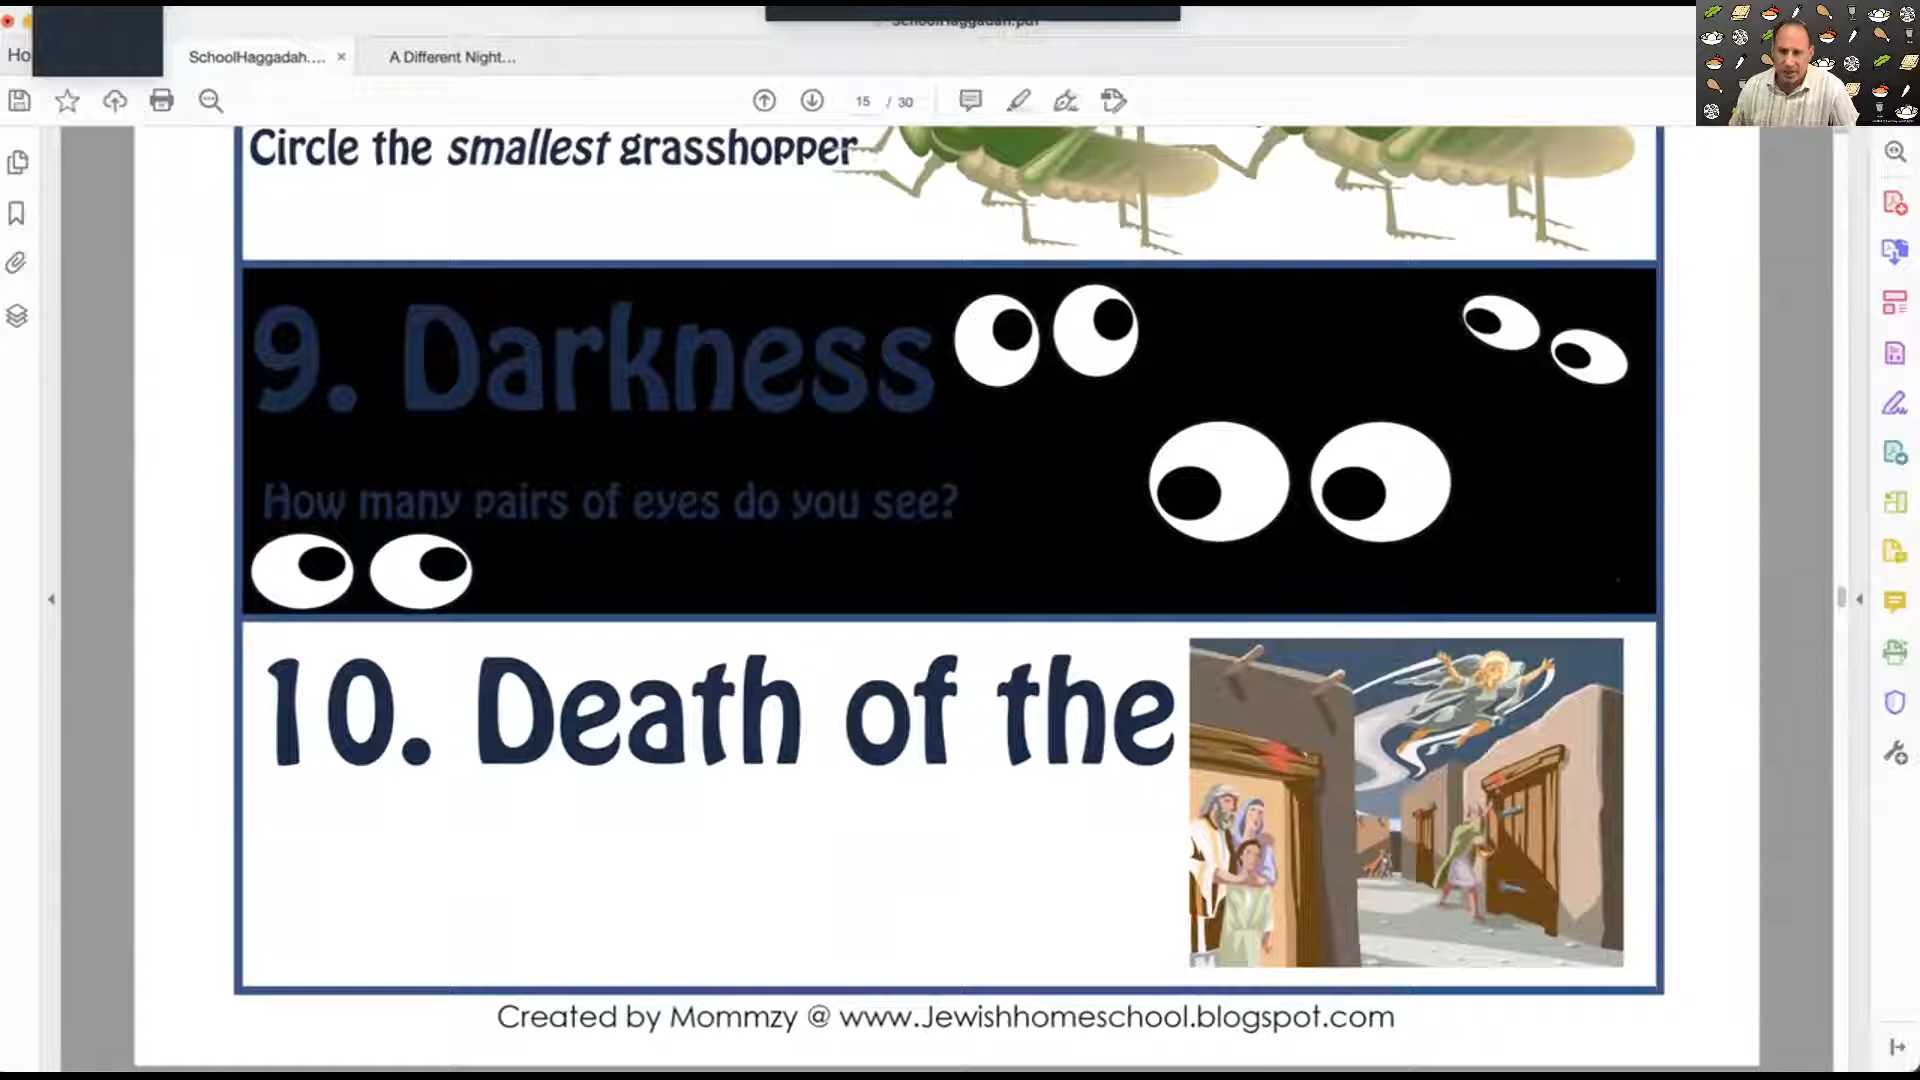 SchoolHaggadah.pdf
Ho
SchoolHaggadah.... × A Different Night...
15 / 30
Circle the smallest grasshopper
9. Darkness
How many pairs of eyes do you see?
10. Death of the
Created by Mommzy @ www.Jewishhomeschool.blogspot.com